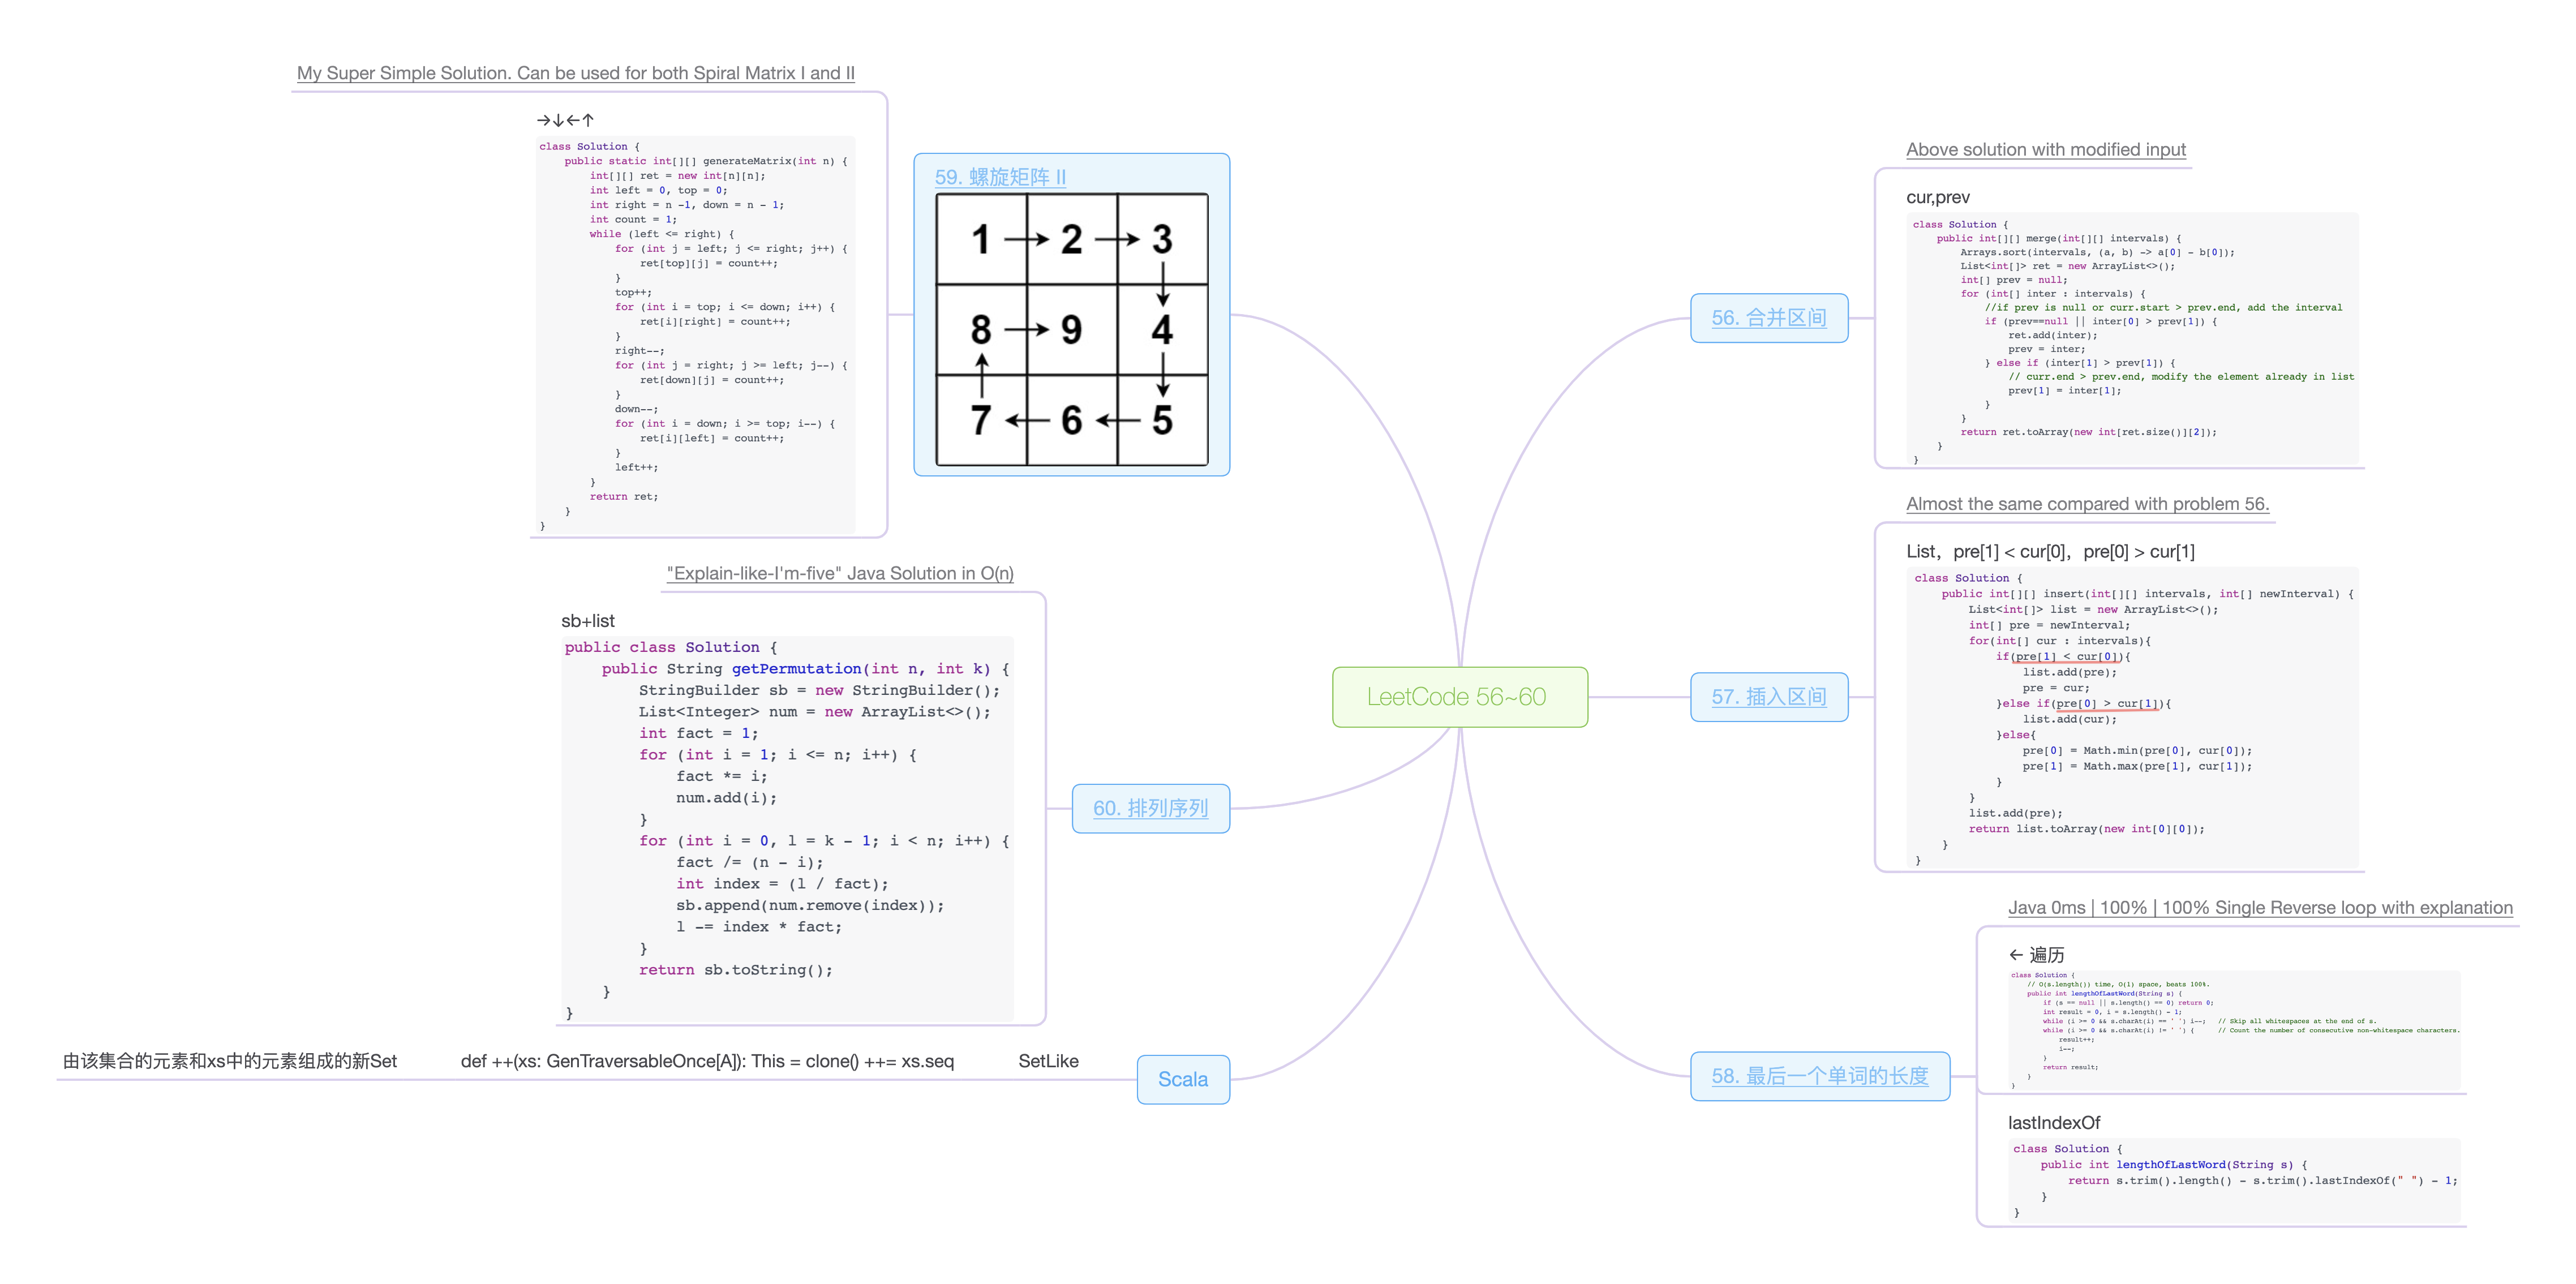 LeetCode 56~60
56. 合并区间
Above solution with modified input
cur,prev
class Solution {
    public int[][] merge(int[][] intervals) {
        Arrays.sort(intervals, (a, b) -> a[0] - b[0]);
        List<int[]> ret = new ArrayList<>();
        int[] prev = null;
        for (int[] inter : intervals) {
            //if prev is null or curr.start > prev.end, add the interval
            if (prev==null || inter[0] > prev[1]) {
                ret.add(inter);
                prev = inter;
            } else if (inter[1] > prev[1]) {
                // curr.end > prev.end, modify the element already in list
                prev[1] = inter[1];
            }
        }
        return ret.toArray(new int[ret.size()][2]);
    }
}
57. 插入区间
Almost the same compared with problem 56.
List，pre[1] < cur[0]，pre[0] > cur[1]
class Solution {
    public int[][] insert(int[][] intervals, int[] newInterval) {
        List<int[]> list = new ArrayList<>();
        int[] pre = newInterval;
        for(int[] cur : intervals){
            if(pre[1] < cur[0]){
                list.add(pre);
                pre = cur;
            }else if(pre[0] > cur[1]){
                list.add(cur);
            }else{
                pre[0] = Math.min(pre[0], cur[0]);
                pre[1] = Math.max(pre[1], cur[1]);
            }
        }
        list.add(pre);
        return list.toArray(new int[0][0]);
    }
}
58. 最后一个单词的长度
Java 0ms | 100% | 100% Single Reverse loop with explanation
← 遍历
class Solution {
    // O(s.length()) time, O(1) space, beats 100%.
    public int lengthOfLastWord(String s) {
        if (s == null || s.length() == 0) return 0;
        int result = 0, i = s.length() - 1;
        while (i >= 0 && s.charAt(i) == ' ') i--;   // Skip all whitespaces at the end of s.
        while (i >= 0 && s.charAt(i) != ' ') {      // Count the number of consecutive non-whitespace characters.
            result++;
            i--;
        }
        return result;
    }
}
lastIndexOf
class Solution {
    public int lengthOfLastWord(String s) {
        return s.trim().length() - s.trim().lastIndexOf(" ") - 1;
    }
}
59. 螺旋矩阵 II
1 → 2 → 3
↓
8 → 9 4
↑ ↓
7 ← 6 ← 5
My Super Simple Solution. Can be used for both Spiral Matrix I and II
→↓←↑
class Solution {
    public static int[][] generateMatrix(int n) {
        int[][] ret = new int[n][n];
        int left = 0, top = 0;
        int right = n -1, down = n - 1;
        int count = 1;
        while (left <= right) {
            for (int j = left; j <= right; j++) {
                ret[top][j] = count++;
            }
            top++;
            for (int i = top; i <= down; i++) {
                ret[i][right] = count++;
            }
            right--;
            for (int j = right; j >= left; j--) {
                ret[down][j] = count++;
            }
            down--;
            for (int i = down; i >= top; i--) {
                ret[i][left] = count++;
            }
            left++;
        }
        return ret;
    }
}
60. 排列序列
"Explain-like-I'm-five" Java Solution in O(n)
sb+list
public class Solution {
    public String getPermutation(int n, int k) {
        StringBuilder sb = new StringBuilder();
        List<Integer> num = new ArrayList<>();
        int fact = 1;
        for (int i = 1; i <= n; i++) {
            fact *= i;
            num.add(i);
        }
        for (int i = 0, l = k - 1; i < n; i++) {
            fact /= (n - i);
            int index = (l / fact);
            sb.append(num.remove(index));
            l -= index * fact;
        }
        return sb.toString();
    }
}
Scala
SetLike
def ++(xs: GenTraversableOnce[A]): This = clone() ++= xs.seq
由该集合的元素和xs中的元素组成的新Set